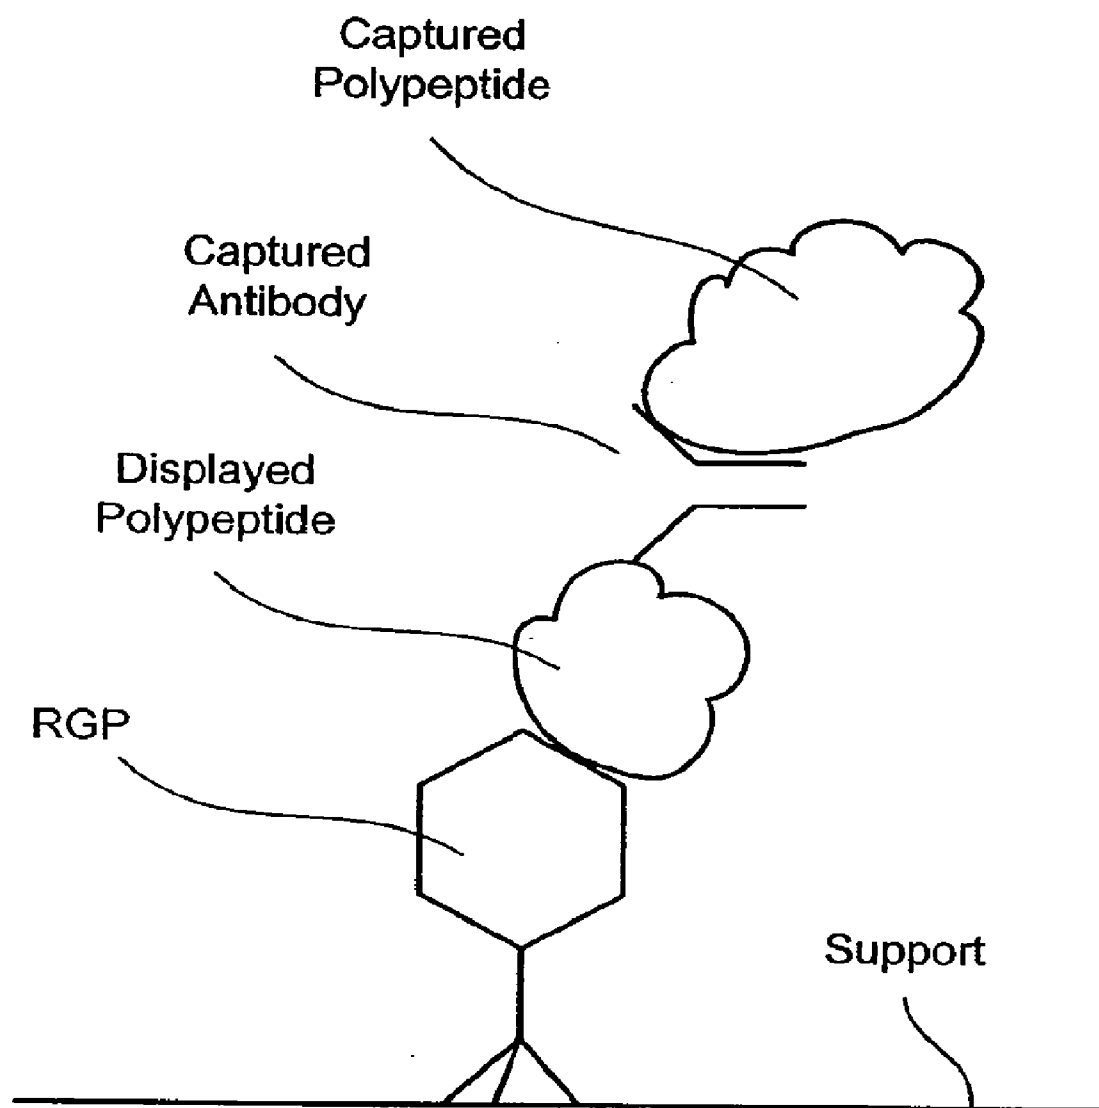 Captured
Polypeptide
Captured
Antibody
Displayed
Polypeptide
RGP
Support